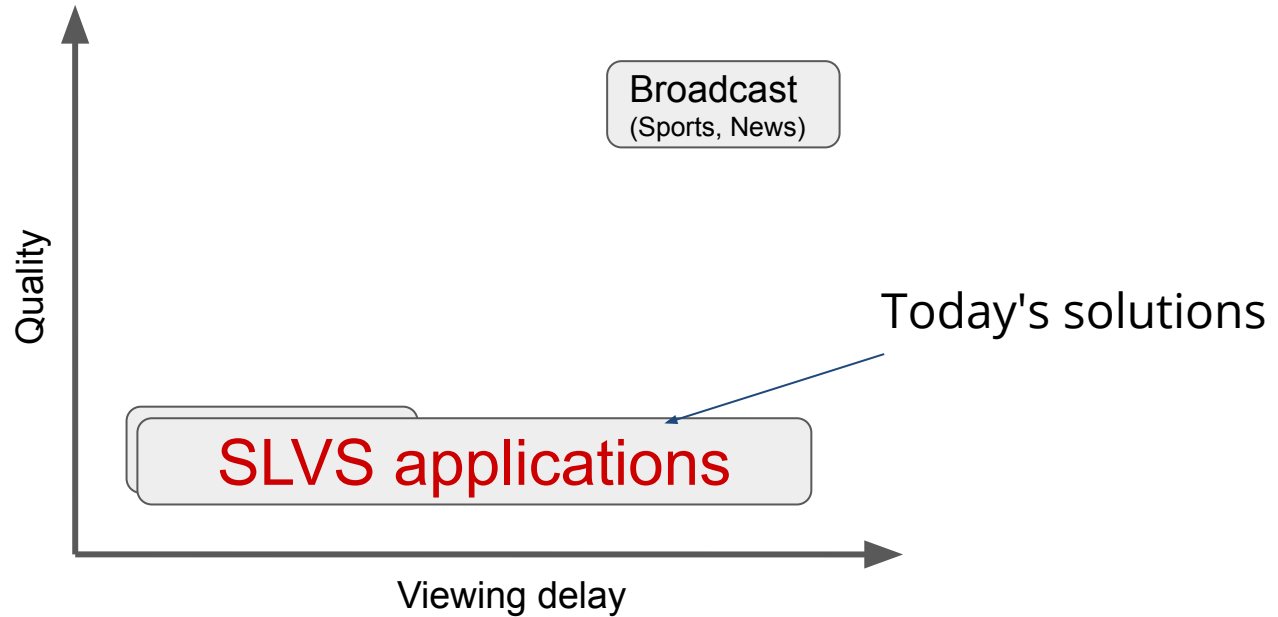 Broadcast
(Sports, News)
Quality
Today's solutions
SLVS applications
Viewing delay